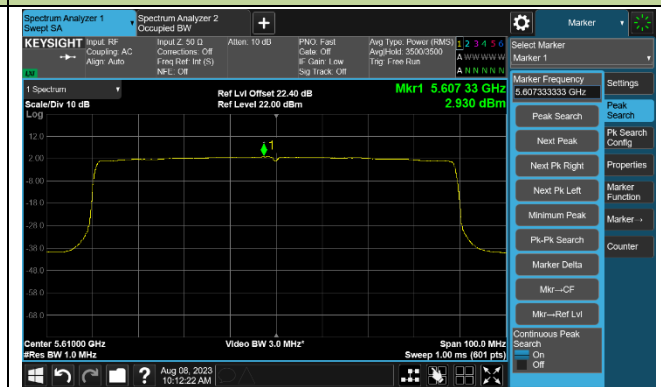 Spectrum Analyzer 1
Swept SA
Spectrum Analyzer 2
Occupied BW
Marker
KEYSIGHT
Input: RF
Coupling: AC
Align: Auto
Input Z: 50 Ω
Corrections: Off
Freq Ref: Int (S)
NFE: Off
Atten: 10 dB
PNO: Fast
Gate: Off
IF Gain: Low
Sig Track: Off
Avg Type: Power (RMS)
Avg|Hold: 3500/3500
Trig: Free Run
1 2 3 4 5 6
A W W W W W
A N N N N N
Select Marker
Marker 1
Marker Frequency
5.607333333 GHz
Settings
Peak Search
Next Peak
Next Pk Right
Next Pk Left
Minimum Peak
Pk-Pk Search
Marker Delta
Mkr→CF
Mkr→Ref Lvl
Continuous Peak
Search
On
Off
Peak
Search
Pk Search
Config
Properties
Marker
Function
Marker→
Counter
1 Spectrum
Scale/Div 10 dB
Log
Ref Lvl Offset 22.40 dB
Ref Level 22.00 dBm
Mkr1 5.607 33 GHz
2.930 dBm
1
12.0
2.00
-8.00
-18.0
-28.0
-38.0
-48.0
-58.0
-68.0
Center 5.61000 GHz
#Res BW 1.0 MHz
Video BW 3.0 MHz*
Span 100.0 MHz
Sweep 1.00 ms (601 pts)
Aug 08, 2023
10:12:22 AM